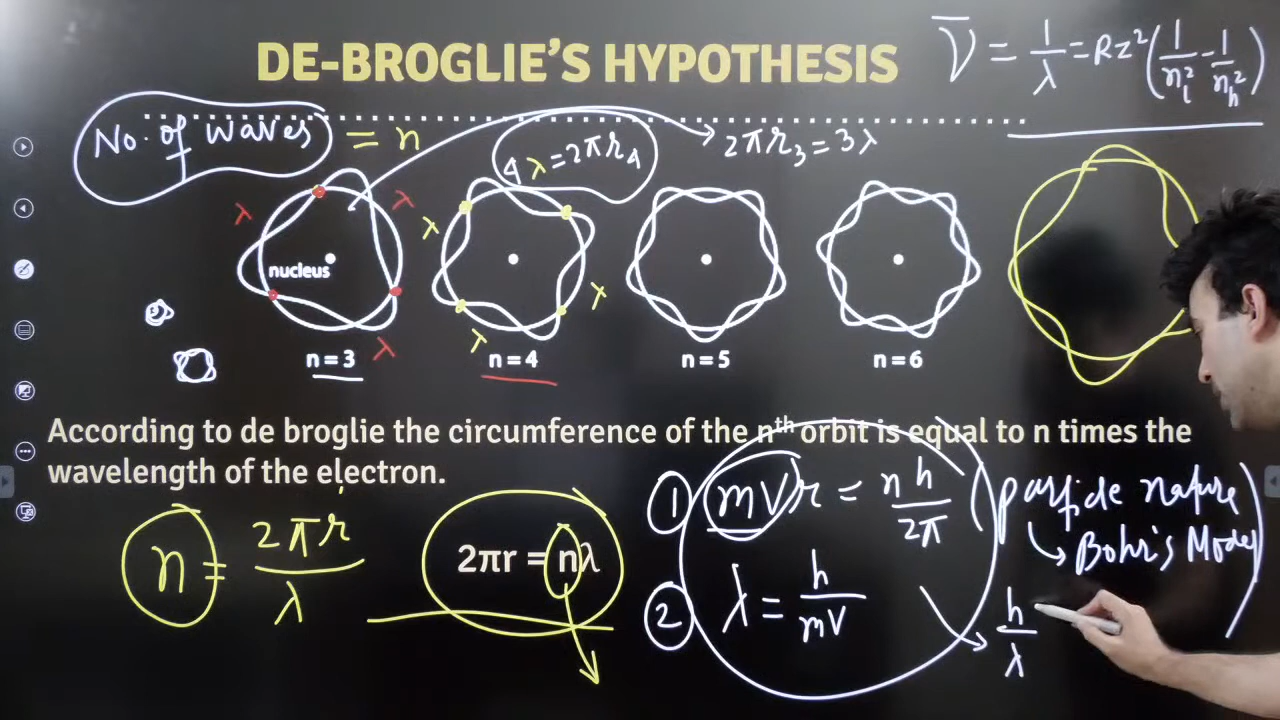 DE-BROGLIE'S HYPOTHESIS
ν̅ = 1/λ = Rz²(1/n₁² - 1/nₕ²)
No. of waves = n
4λ = 2πr₄
2πr₃ = 3λ
λ
λ
λ
λ
λ
λ
nucleus
n = 3
n = 4
n = 5
n = 6
According to de broglie the circumference of the nᵗʰ orbit is equal to n times the
wavelength of the electron.
n = 2πr/λ
2πr = nλ
① mvr = nh/2π (particle nature
↳ Bohr's Model)
② λ = h/mv
h/λ